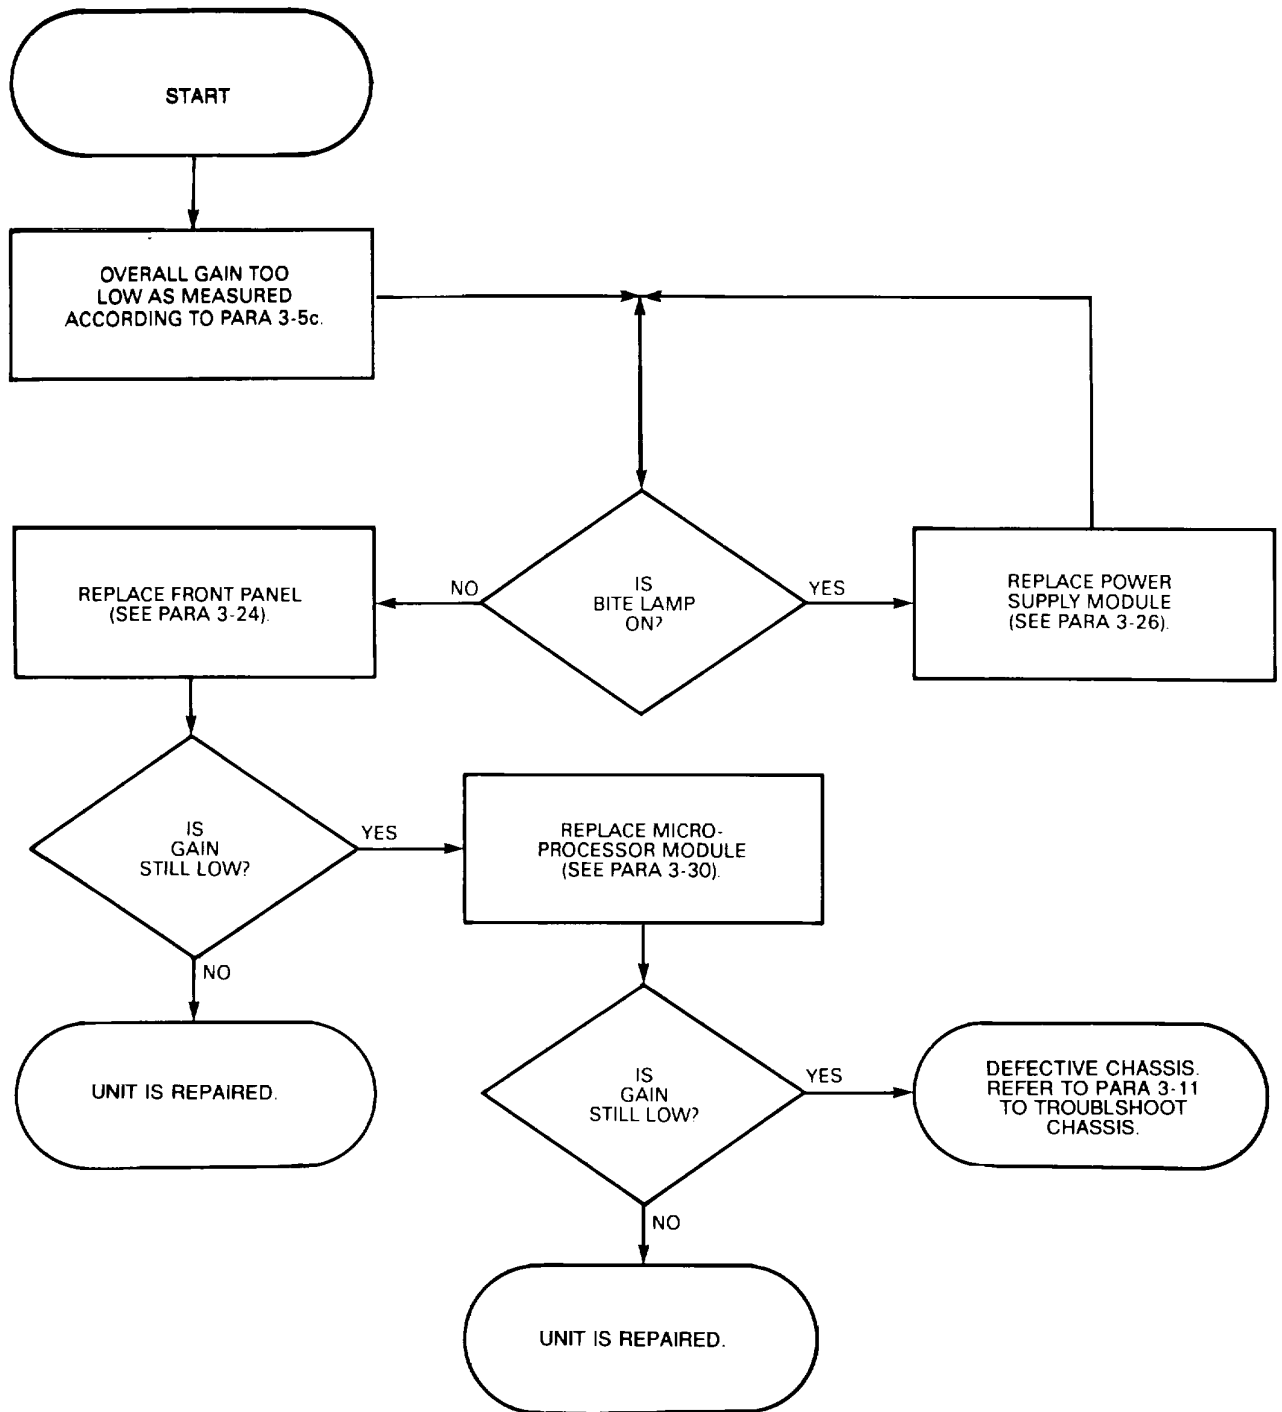 START
OVERALL GAIN TOO
LOW AS MEASURED
ACCORDING TO PARA 3-5c.
REPLACE FRONT PANEL
(SEE PARA 3-24).
NO
IS
BITE LAMP
ON?
YES
REPLACE POWER
SUPPLY MODULE
(SEE PARA 3-26).
IS
GAIN
STILL LOW?
YES
REPLACE MICRO-
PROCESSOR MODULE
(SEE PARA 3-30).
NO
UNIT IS REPAIRED.
IS
GAIN
STILL LOW?
YES
DEFECTIVE CHASSIS.
REFER TO PARA 3-11
TO TROUBLSHOOT
CHASSIS.
NO
UNIT IS REPAIRED.